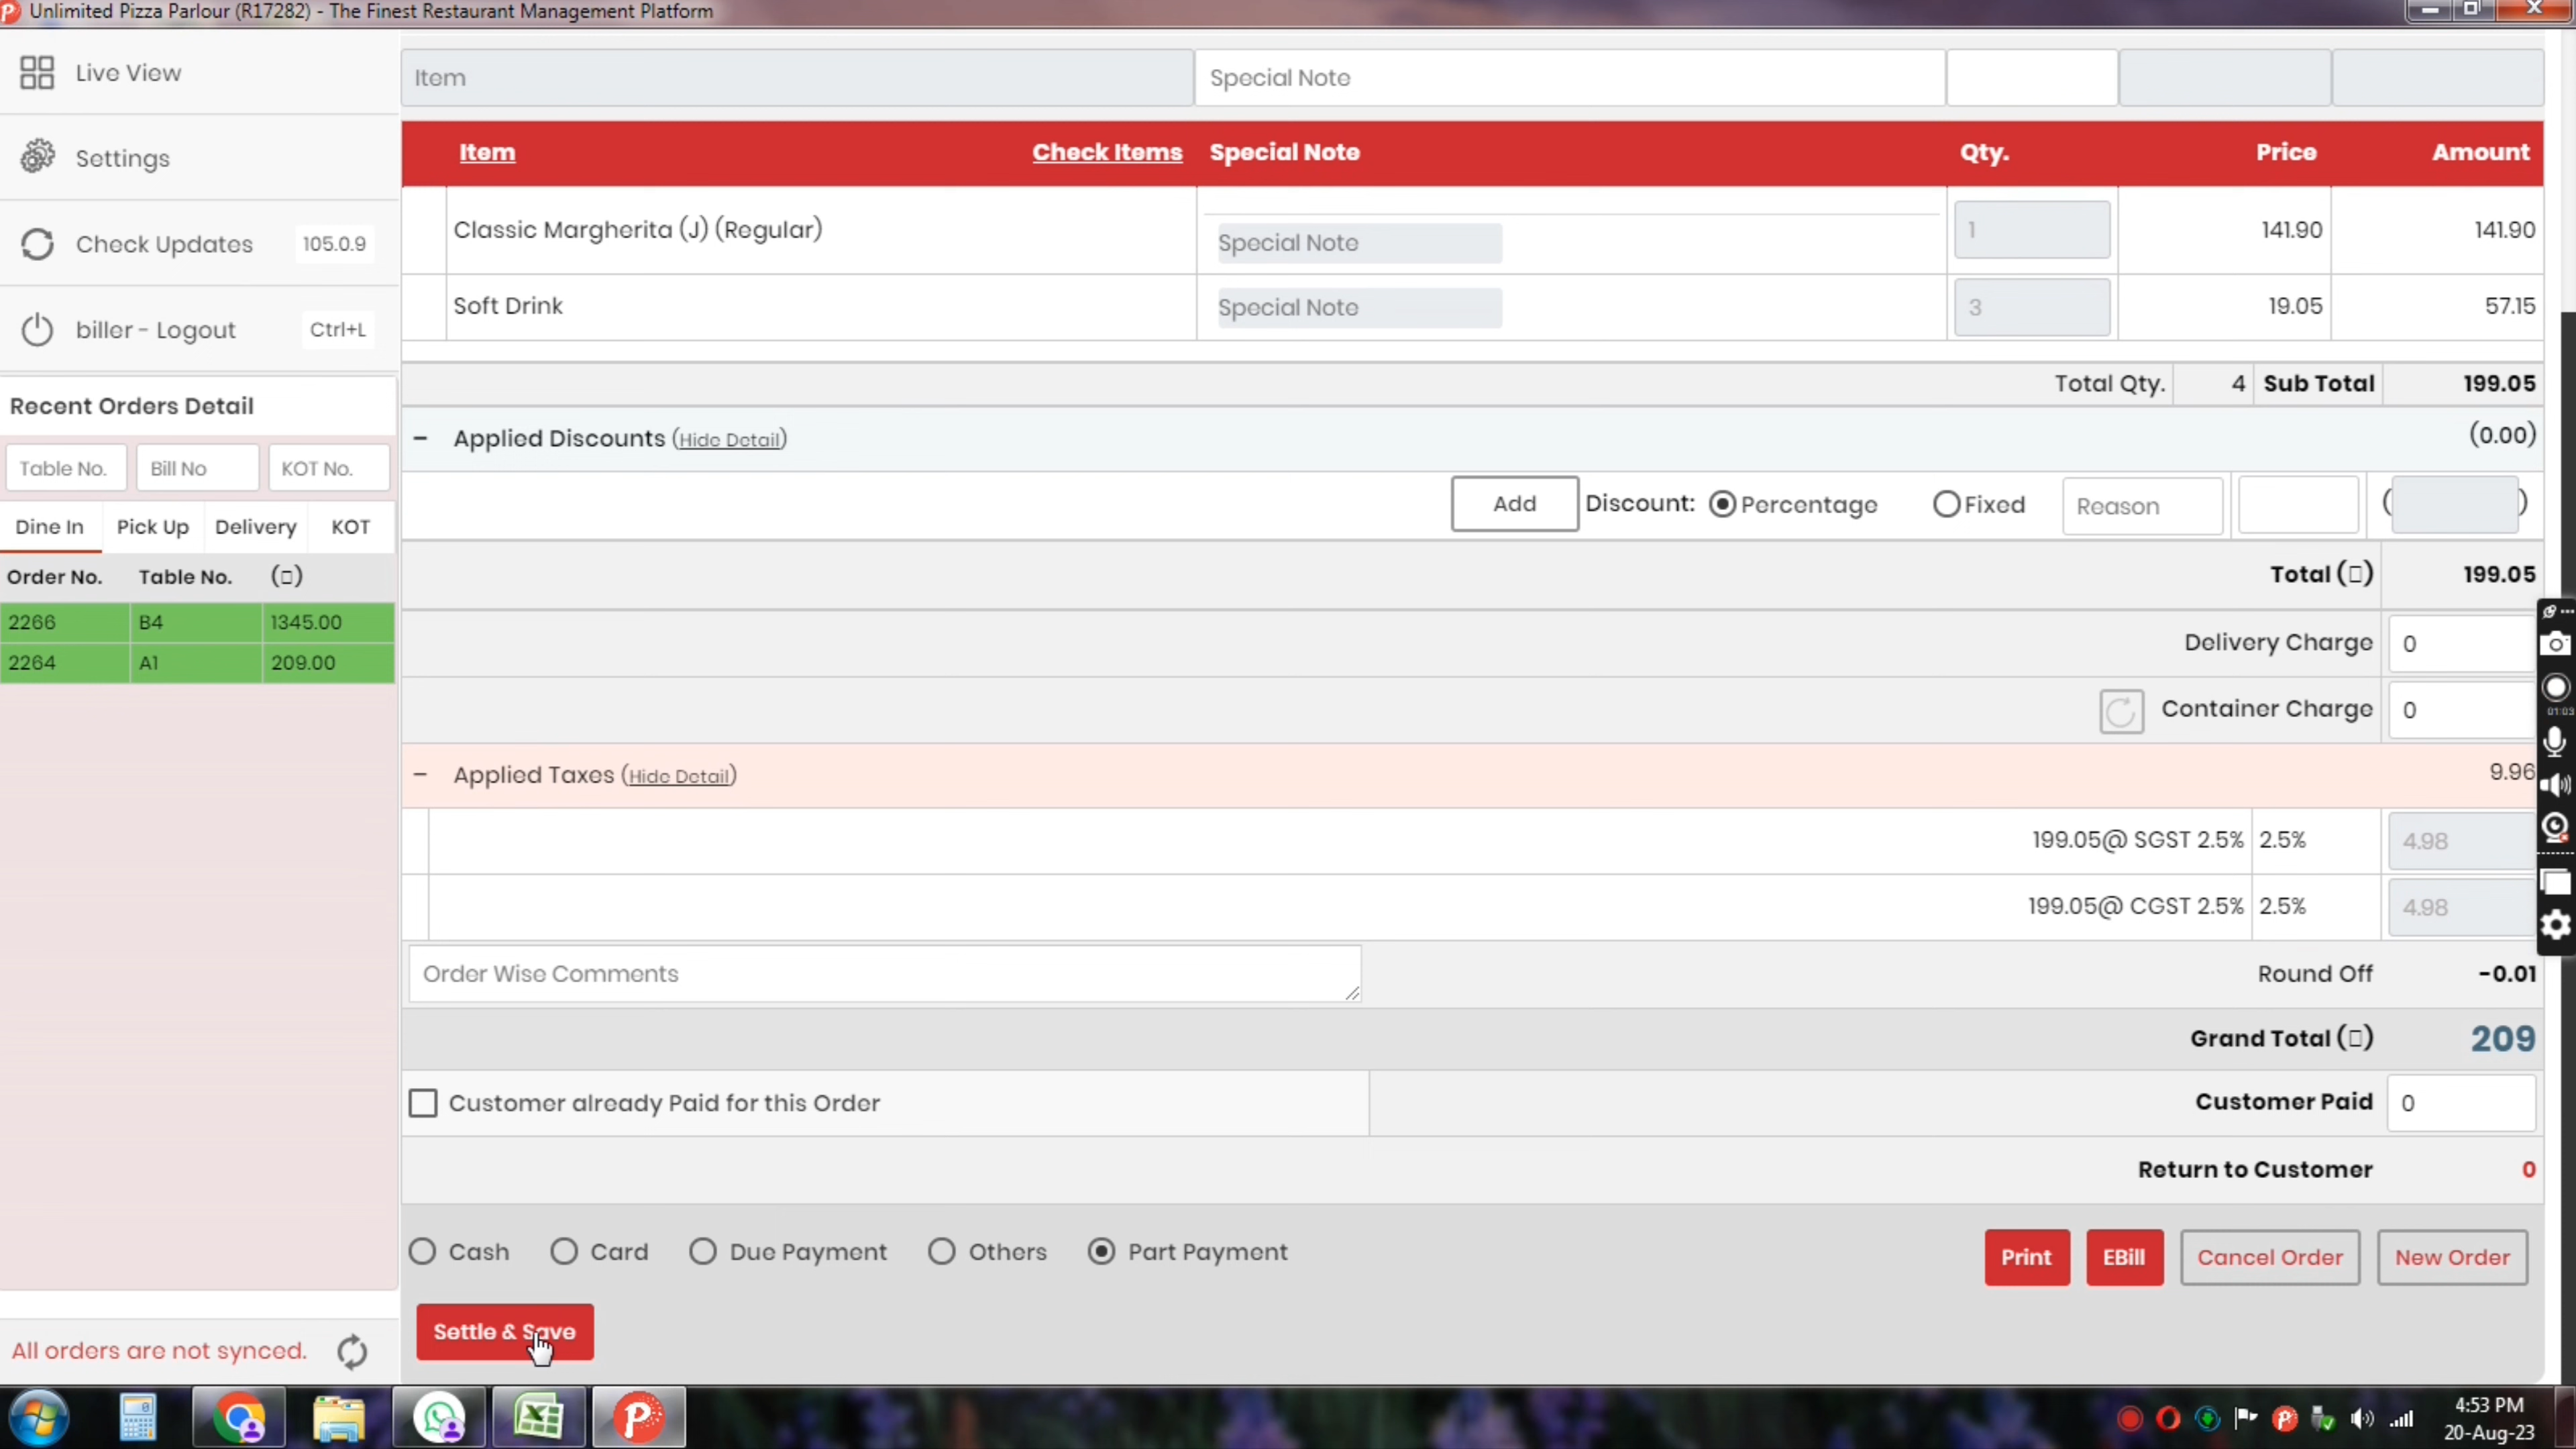 Unlimited Pizza Parlour (R17282) - The Finest Restaurant Management Platform
Live View
Settings
Check Updates 105.0.9
biller - Logout Ctrl+L
Recent Orders Detail
Table No. Bill No KOT No.
Dine In Pick Up Delivery KOT
Order No. Table No. (▯)
2266 B4 1345.00
2264 A1 209.00
All orders are not synced.
Item Special Note
Item Check Items Special Note Qty. Price Amount
Classic Margherita (J) (Regular) Special Note 1 141.90 141.90
Soft Drink Special Note 3 19.05 57.15
Total Qty. 4 Sub Total 199.05
− Applied Discounts (Hide Detail) (0.00)
Add Discount: Percentage Fixed Reason ( )
Total (▯) 199.05
Delivery Charge 0
Container Charge 0
− Applied Taxes (Hide Detail) 9.96
199.05@ SGST 2.5% 2.5% 4.98
199.05@ CGST 2.5% 2.5% 4.98
Order Wise Comments Round Off -0.01
Grand Total (▯) 209
Customer already Paid for this Order Customer Paid 0
Return to Customer 0
Cash Card Due Payment Others Part Payment Print EBill Cancel Order New Order
Settle & Save
01:03
4:53 PM
20-Aug-23